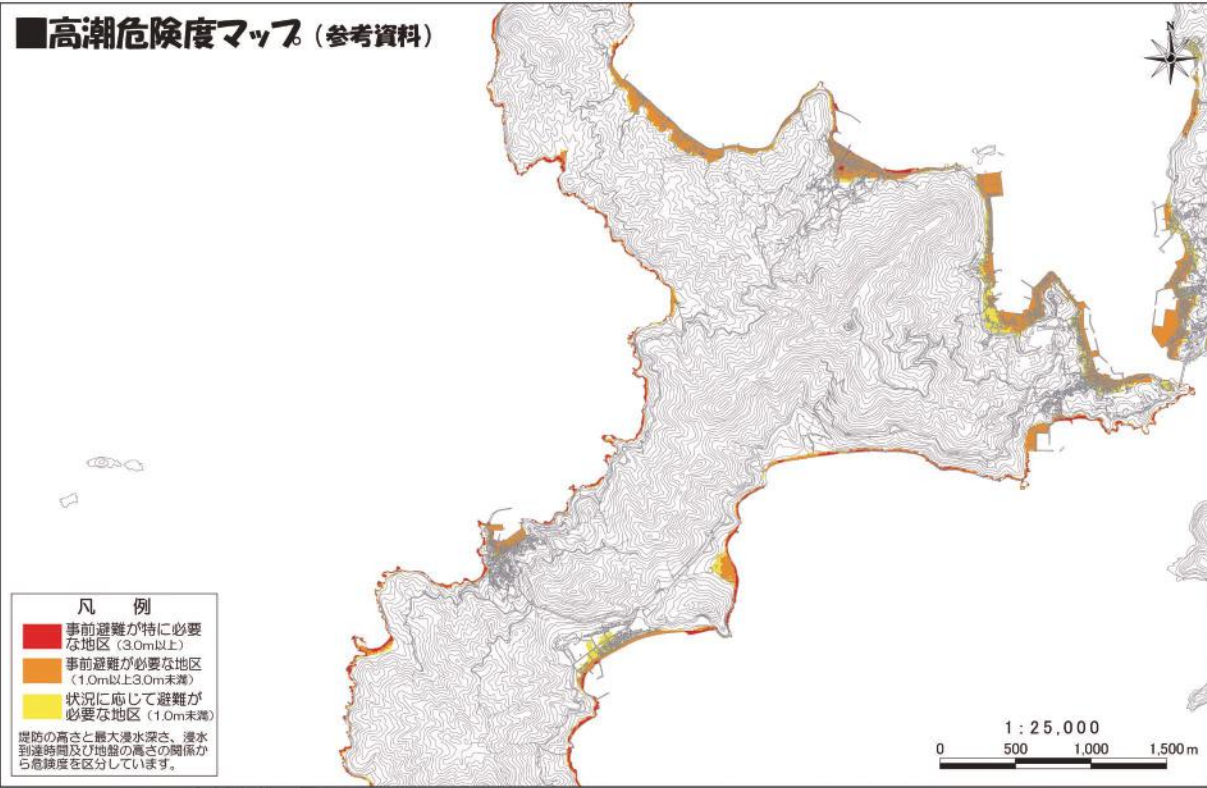 ■高潮危険度マップ（参考資料）
N
凡 例
事前避難が特に必要
な地区（3.0m以上）
事前避難が必要な地区
（1.0m以上3.0m未満）
状況に応じて避難が
必要な地区（1.0m未満）
堤防の高さと最大浸水深さ、浸水
到達時間及び地盤の高さの関係か
ら危険度を区分しています。
1:25,000
0 500 1,000 1,500m